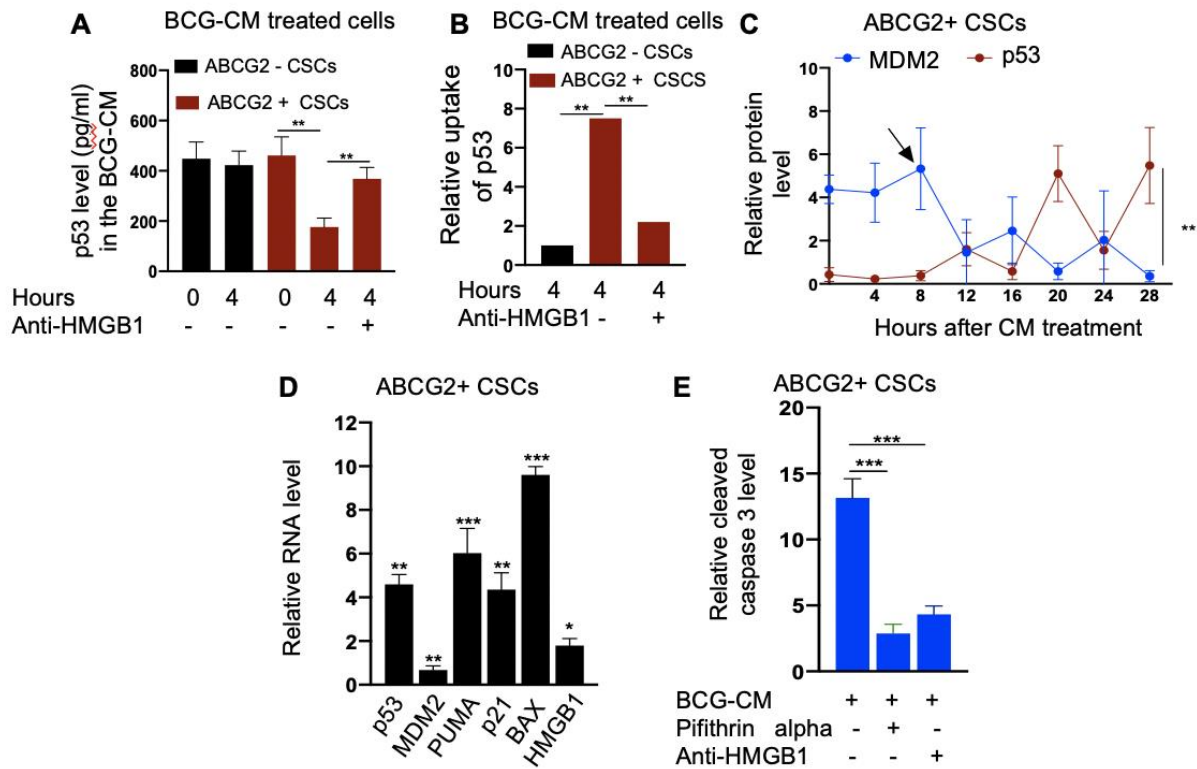 A
BCG-CM treated cells
ABCG2 - CSCs
ABCG2 + CSCs
p53 level (pg/ml)
in the BCG-CM
800
600
400
200
0
**
**
Hours 0 4 0 4 4
Anti-HMGB1 - - - - +
B
BCG-CM treated cells
ABCG2 - CSCs
ABCG2 + CSCS
Relative uptake
of p53
10
8
6
4
2
0
**
**
Hours 4 4 4
Anti-HMGB1 - +
C
ABCG2+ CSCs
MDM2
p53
Relative protein
level
10
8
6
4
2
0
**
4 8 12 16 20 24 28
Hours after CM treatment
D
ABCG2+ CSCs
Relative RNA level
12
10
8
6
4
2
0
**
**
***
**
***
*
p53
MDM2
PUMA
p21
BAX
HMGB1
E
ABCG2+ CSCs
Relative cleaved
caspase 3 level
20
15
10
5
0
***
***
BCG-CM + + +
Pifithrin alpha - + -
Anti-HMGB1 - - +